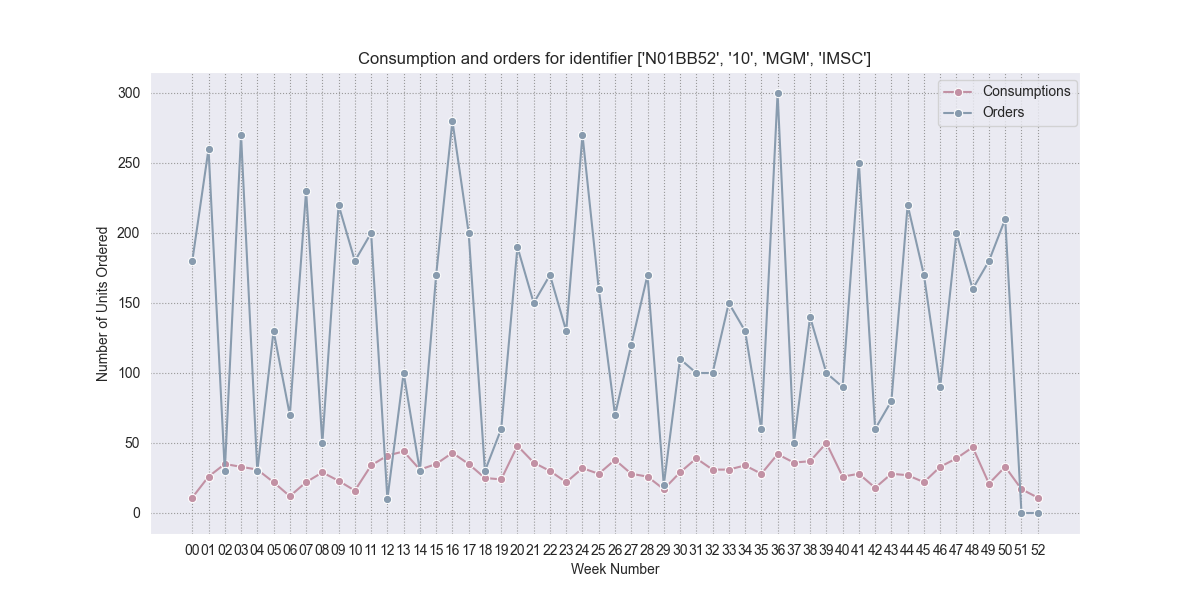 Consumption and orders for identifier ['N01BB52', '10', 'MGM', 'IMSC']
Consumptions
Orders
300
250
200
150
100
50
0
Number of Units Ordered
00 01 02 03 04 05 06 07 08 09 10 11 12 13 14 15 16 17 18 19 20 21 22 23 24 25 26 27 28 29 30 31 32 33 34 35 36 37 38 39 40 41 42 43 44 45 46 47 48 49 50 51 52
Week Number